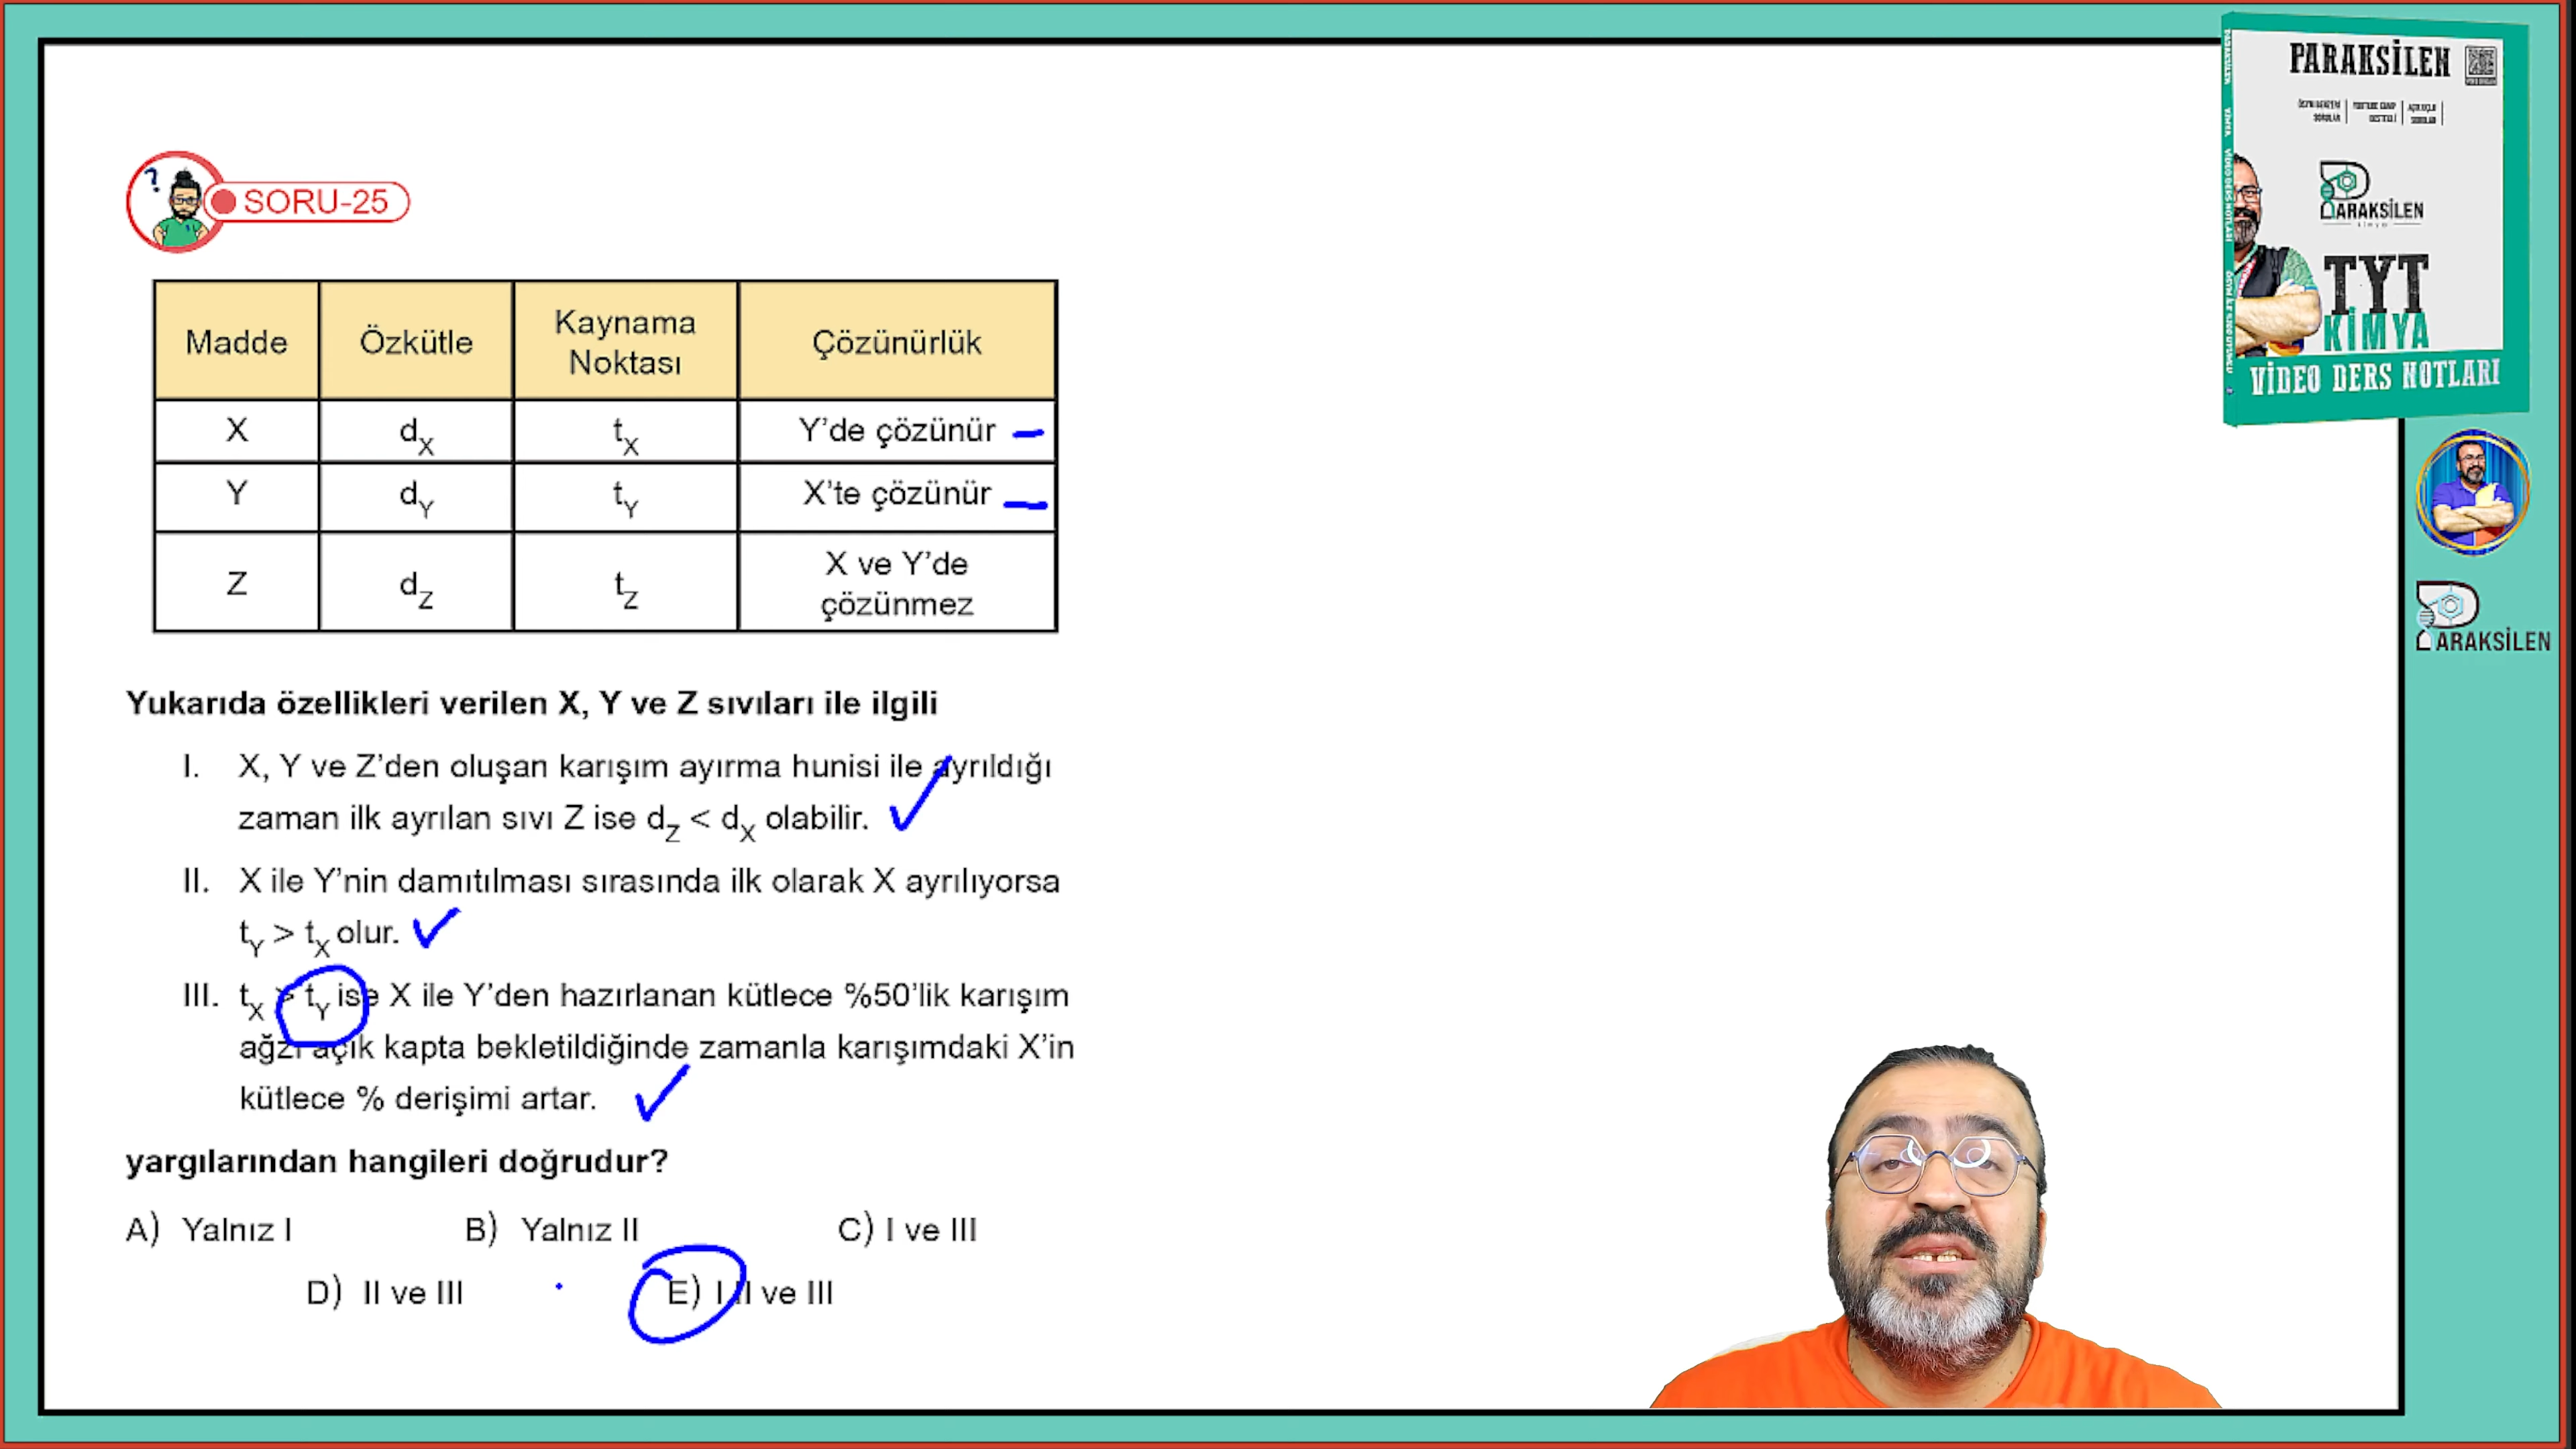 PARAKSİLEN
ARAKSİLEN
TYT
KİMYA
VİDEO DERS NOTLARI
ARAKSİLEN
?
SORU-25
Madde Özkütle Kaynama Noktası Çözünürlük
X dX tX Y'de çözünür
Y dY tY X'te çözünür
Z dZ tZ X ve Y'de çözünmez
Yukarıda özellikleri verilen X, Y ve Z sıvıları ile ilgili
I. X, Y ve Z'den oluşan karışım ayırma hunisi ile ayrıldığı
zaman ilk ayrılan sıvı Z ise dZ < dX olabilir.
II. X ile Y'nin damıtılması sırasında ilk olarak X ayrılıyorsa
tY > tX olur.
III. tX > tY ise X ile Y'den hazırlanan kütlece %50'lik karışım
ağzı açık kapta bekletildiğinde zamanla karışımdaki X'in
kütlece % derişimi artar.
yargılarından hangileri doğrudur?
A) Yalnız I B) Yalnız II C) I ve III
D) II ve III E) I, II ve III